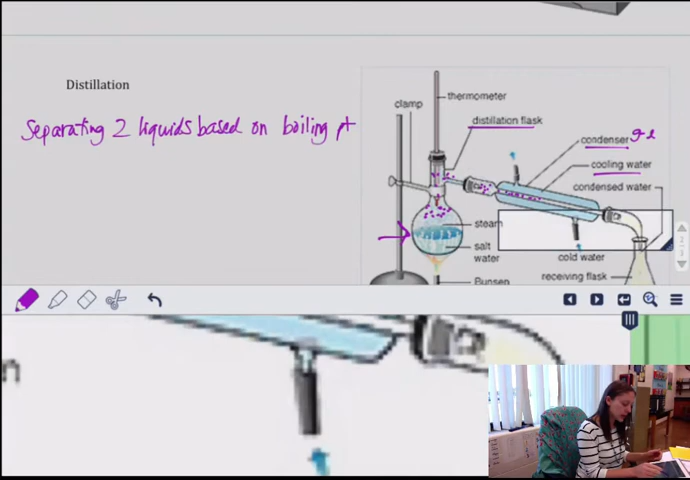 Distillation
Separating 2 liquids based on boiling pt
thermometer
clamp
distillation flask
condenser g-l
cooling water
condensed water
steam
salt
water
cold water
receiving flask
Bunsen
n